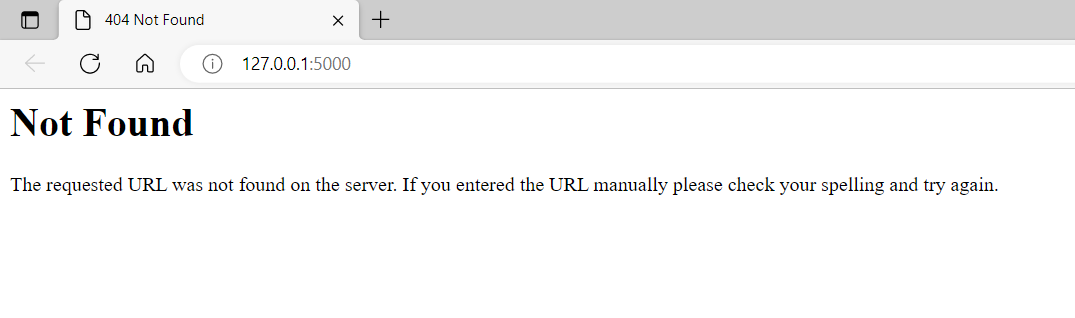 404 Not Found
127.0.0.1:5000
Not Found
The requested URL was not found on the server. If you entered the URL manually please check your spelling and try again.